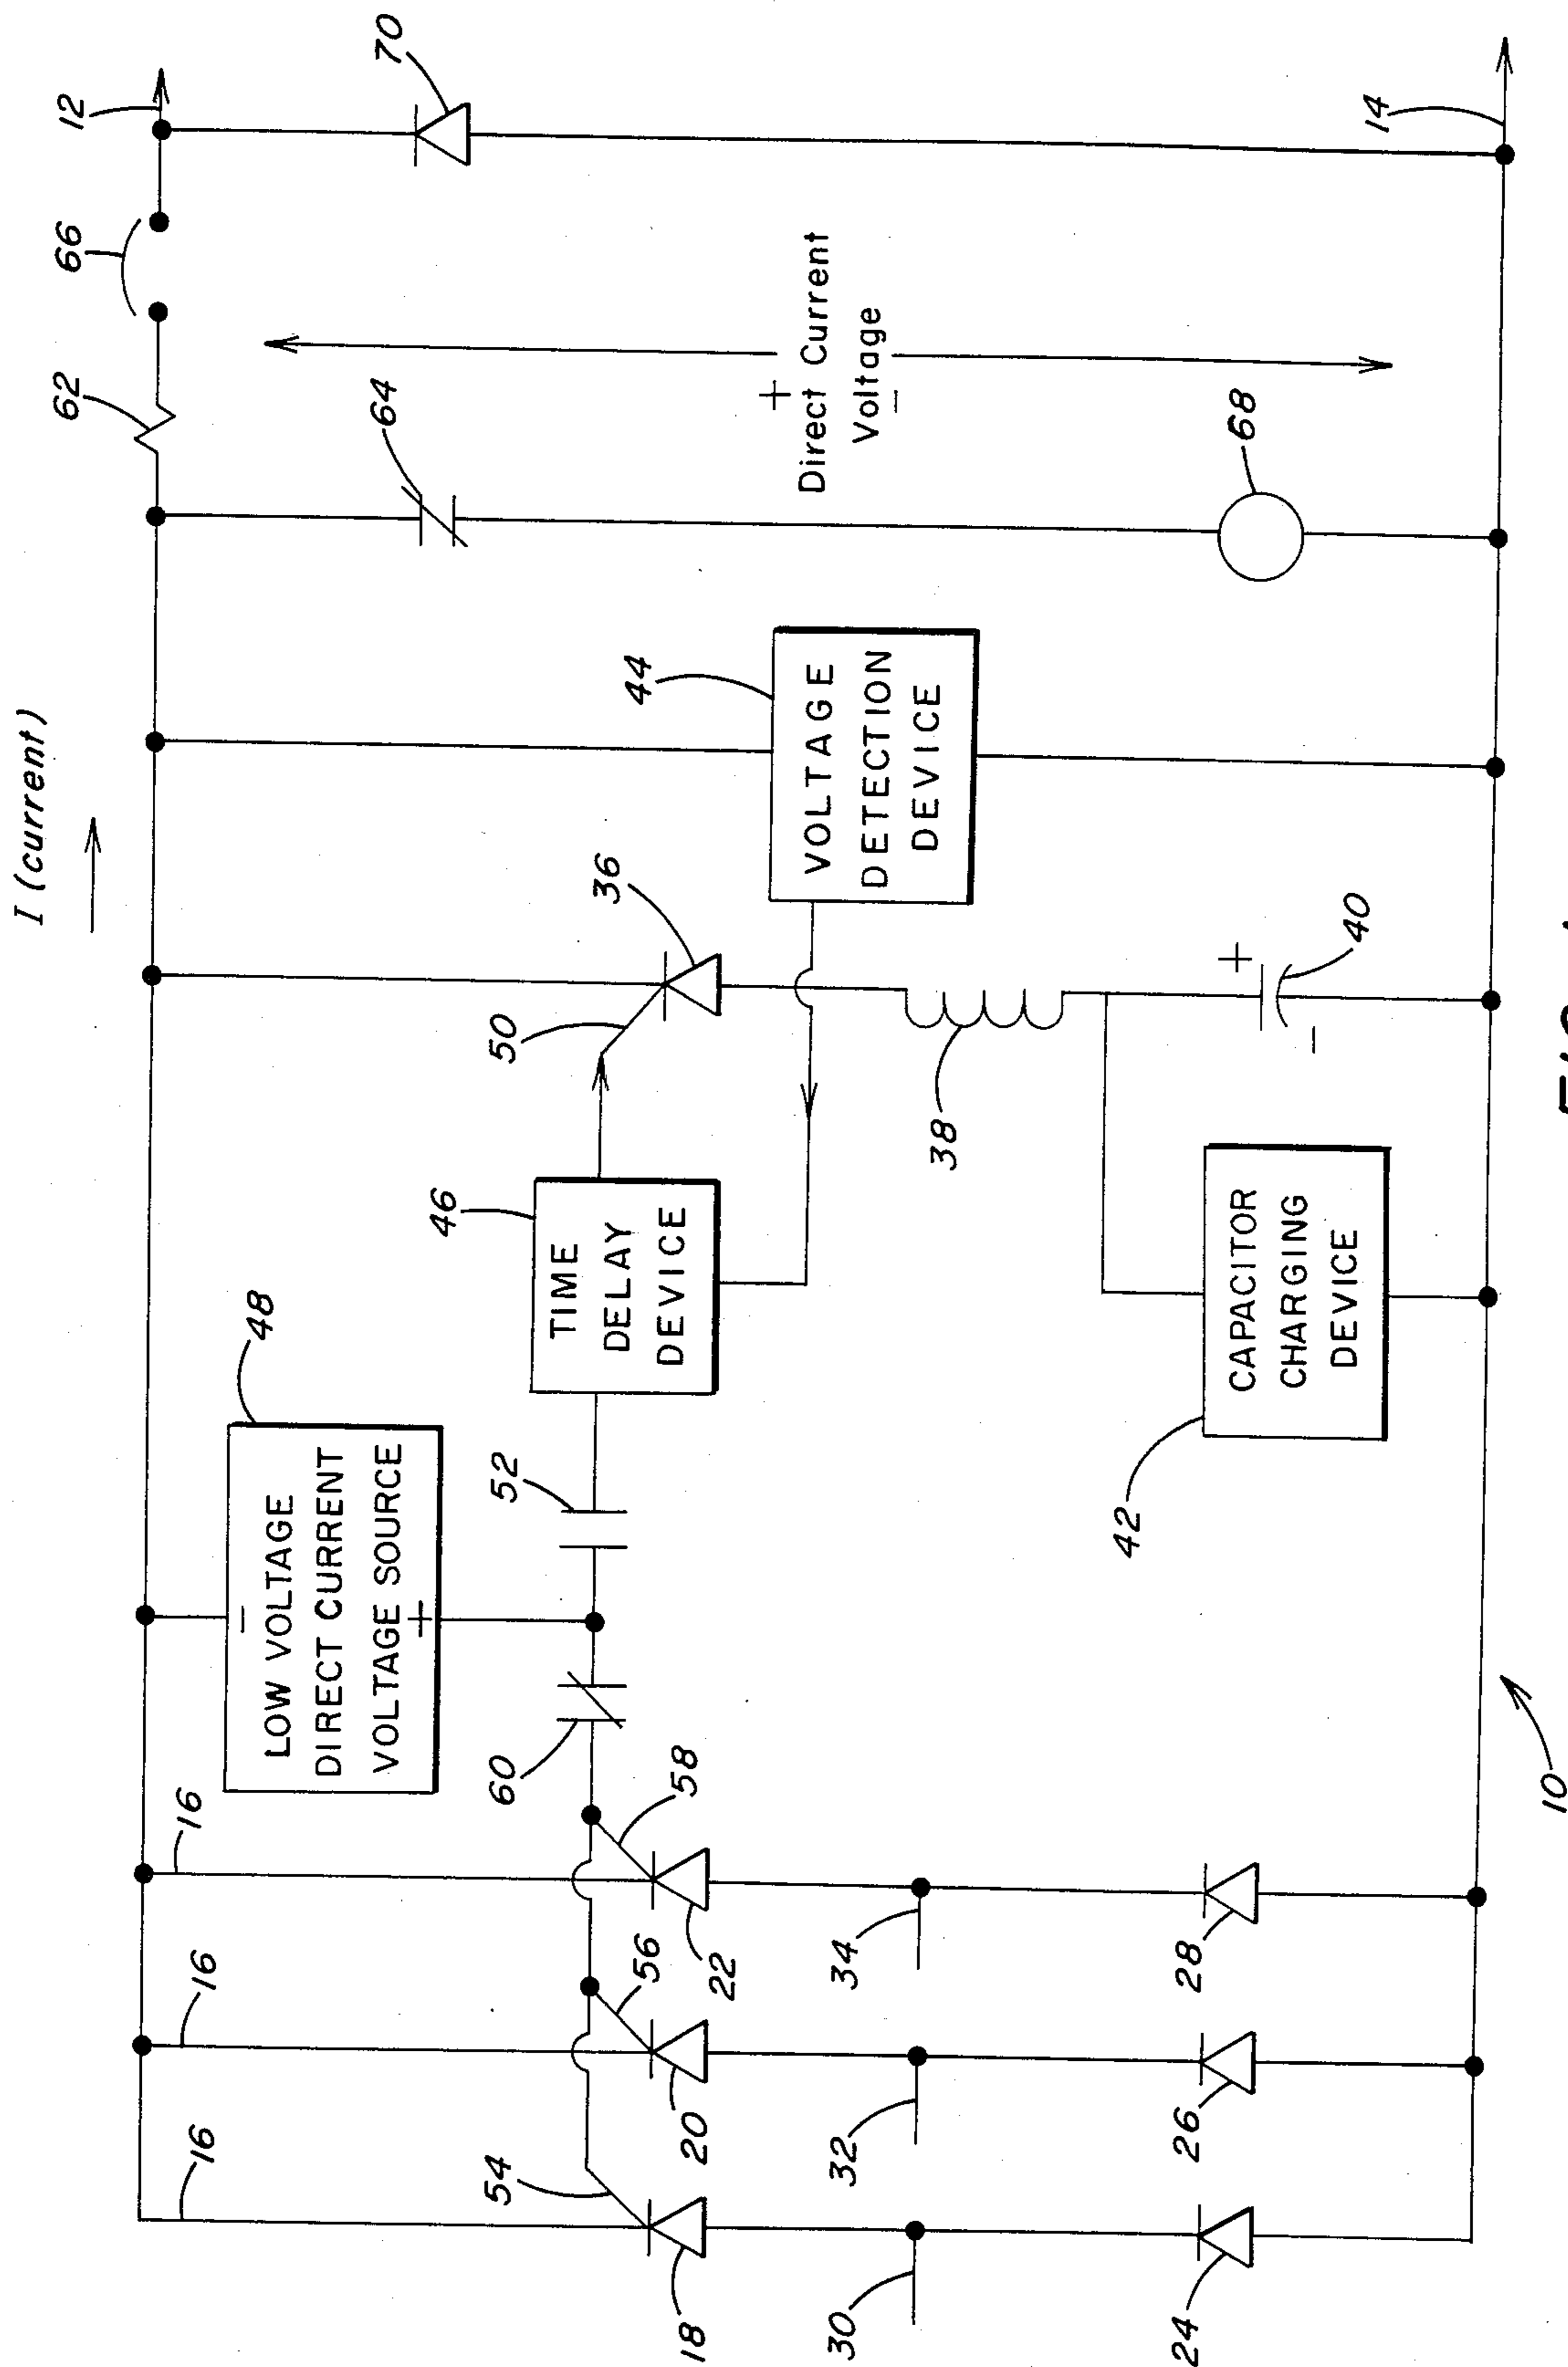 I (current)
62
66
12
16
16
16
48
64
70
LOW VOLTAGE
DIRECT CURRENT
VOLTAGE SOURCE
−
+
54
60
52
46
50
36
44
TIME
DELAY
DEVICE
56
58
18
20
22
VOLTAGE
DETECTION
DEVICE
+
Direct Current
Voltage
−
30
32
34
38
42
CAPACITOR
CHARGING
DEVICE
+
−
40
68
24
26
28
14
10